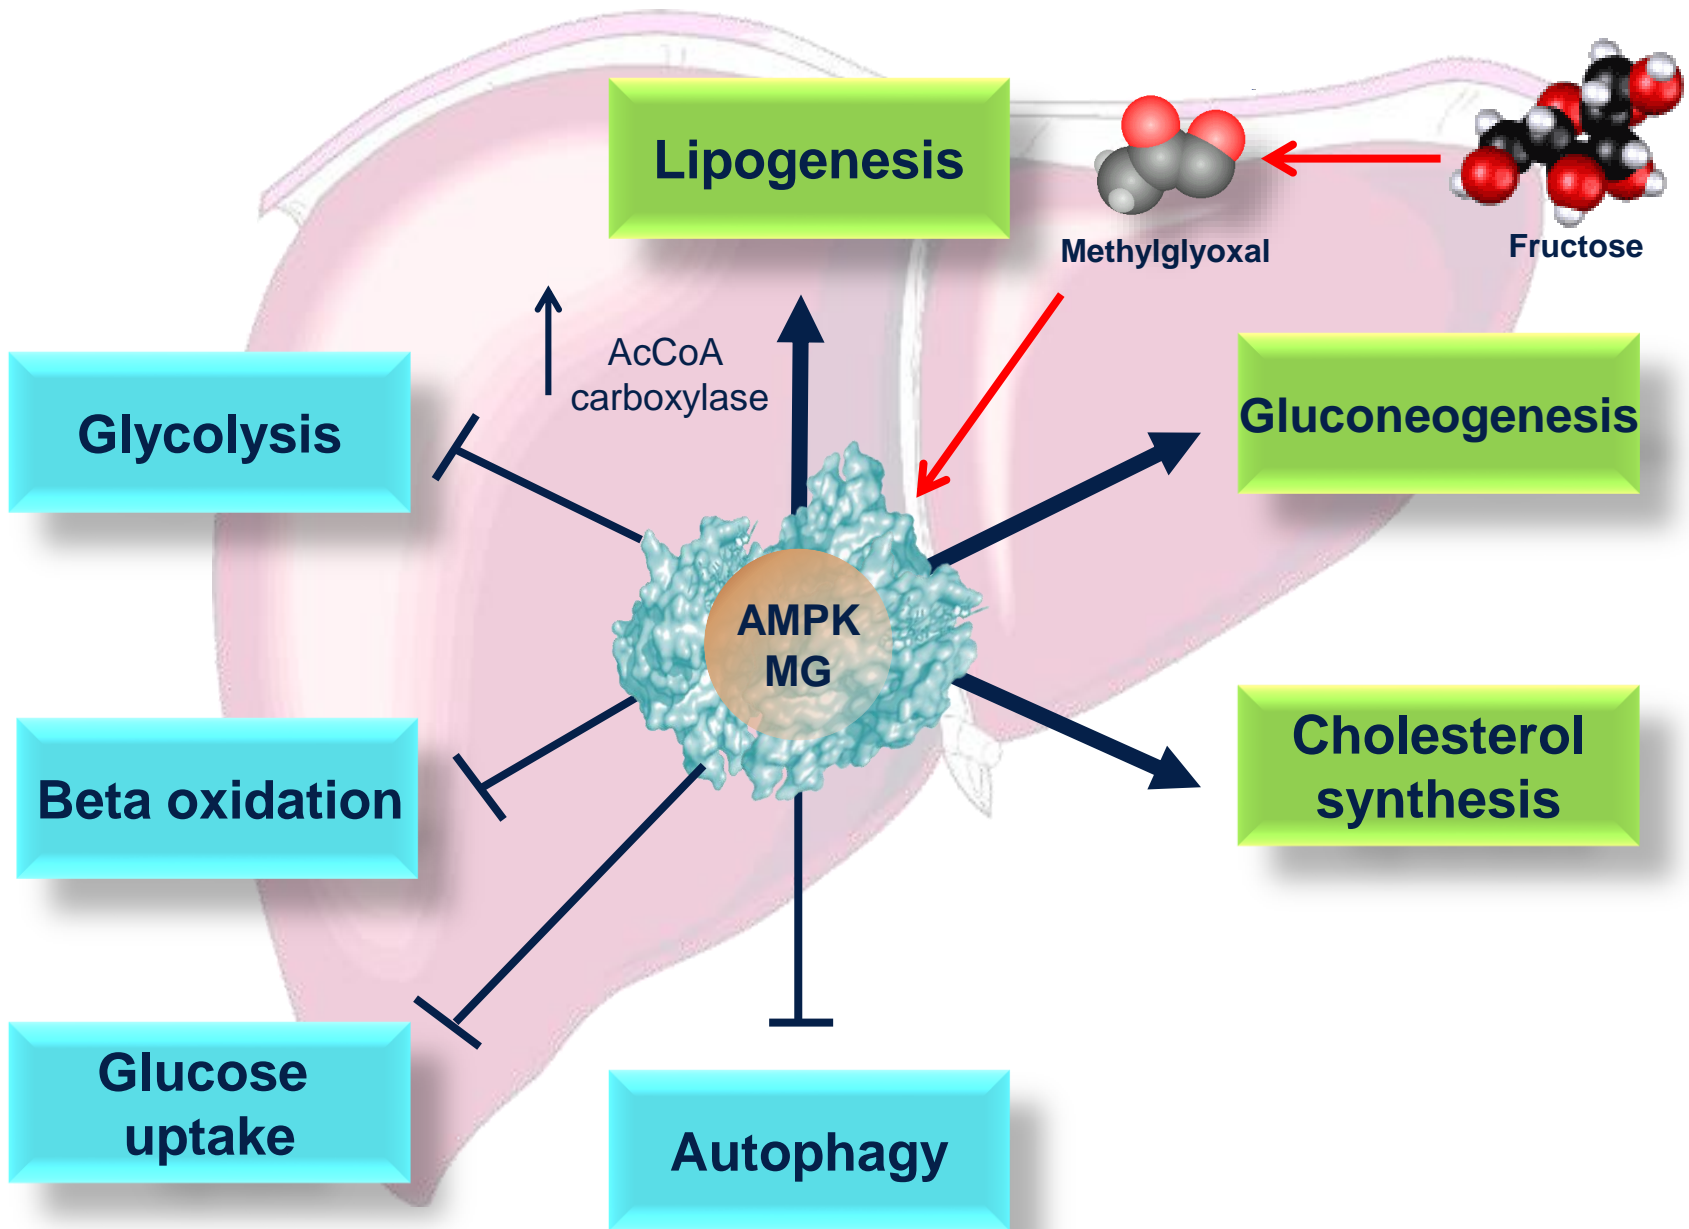 Lipogenesis
Methylglyoxal
Fructose
AcCoA
carboxylase
Glycolysis
Gluconeogenesis
AMPK
MG
Beta oxidation
Cholesterol
synthesis
Glucose
uptake
Autophagy